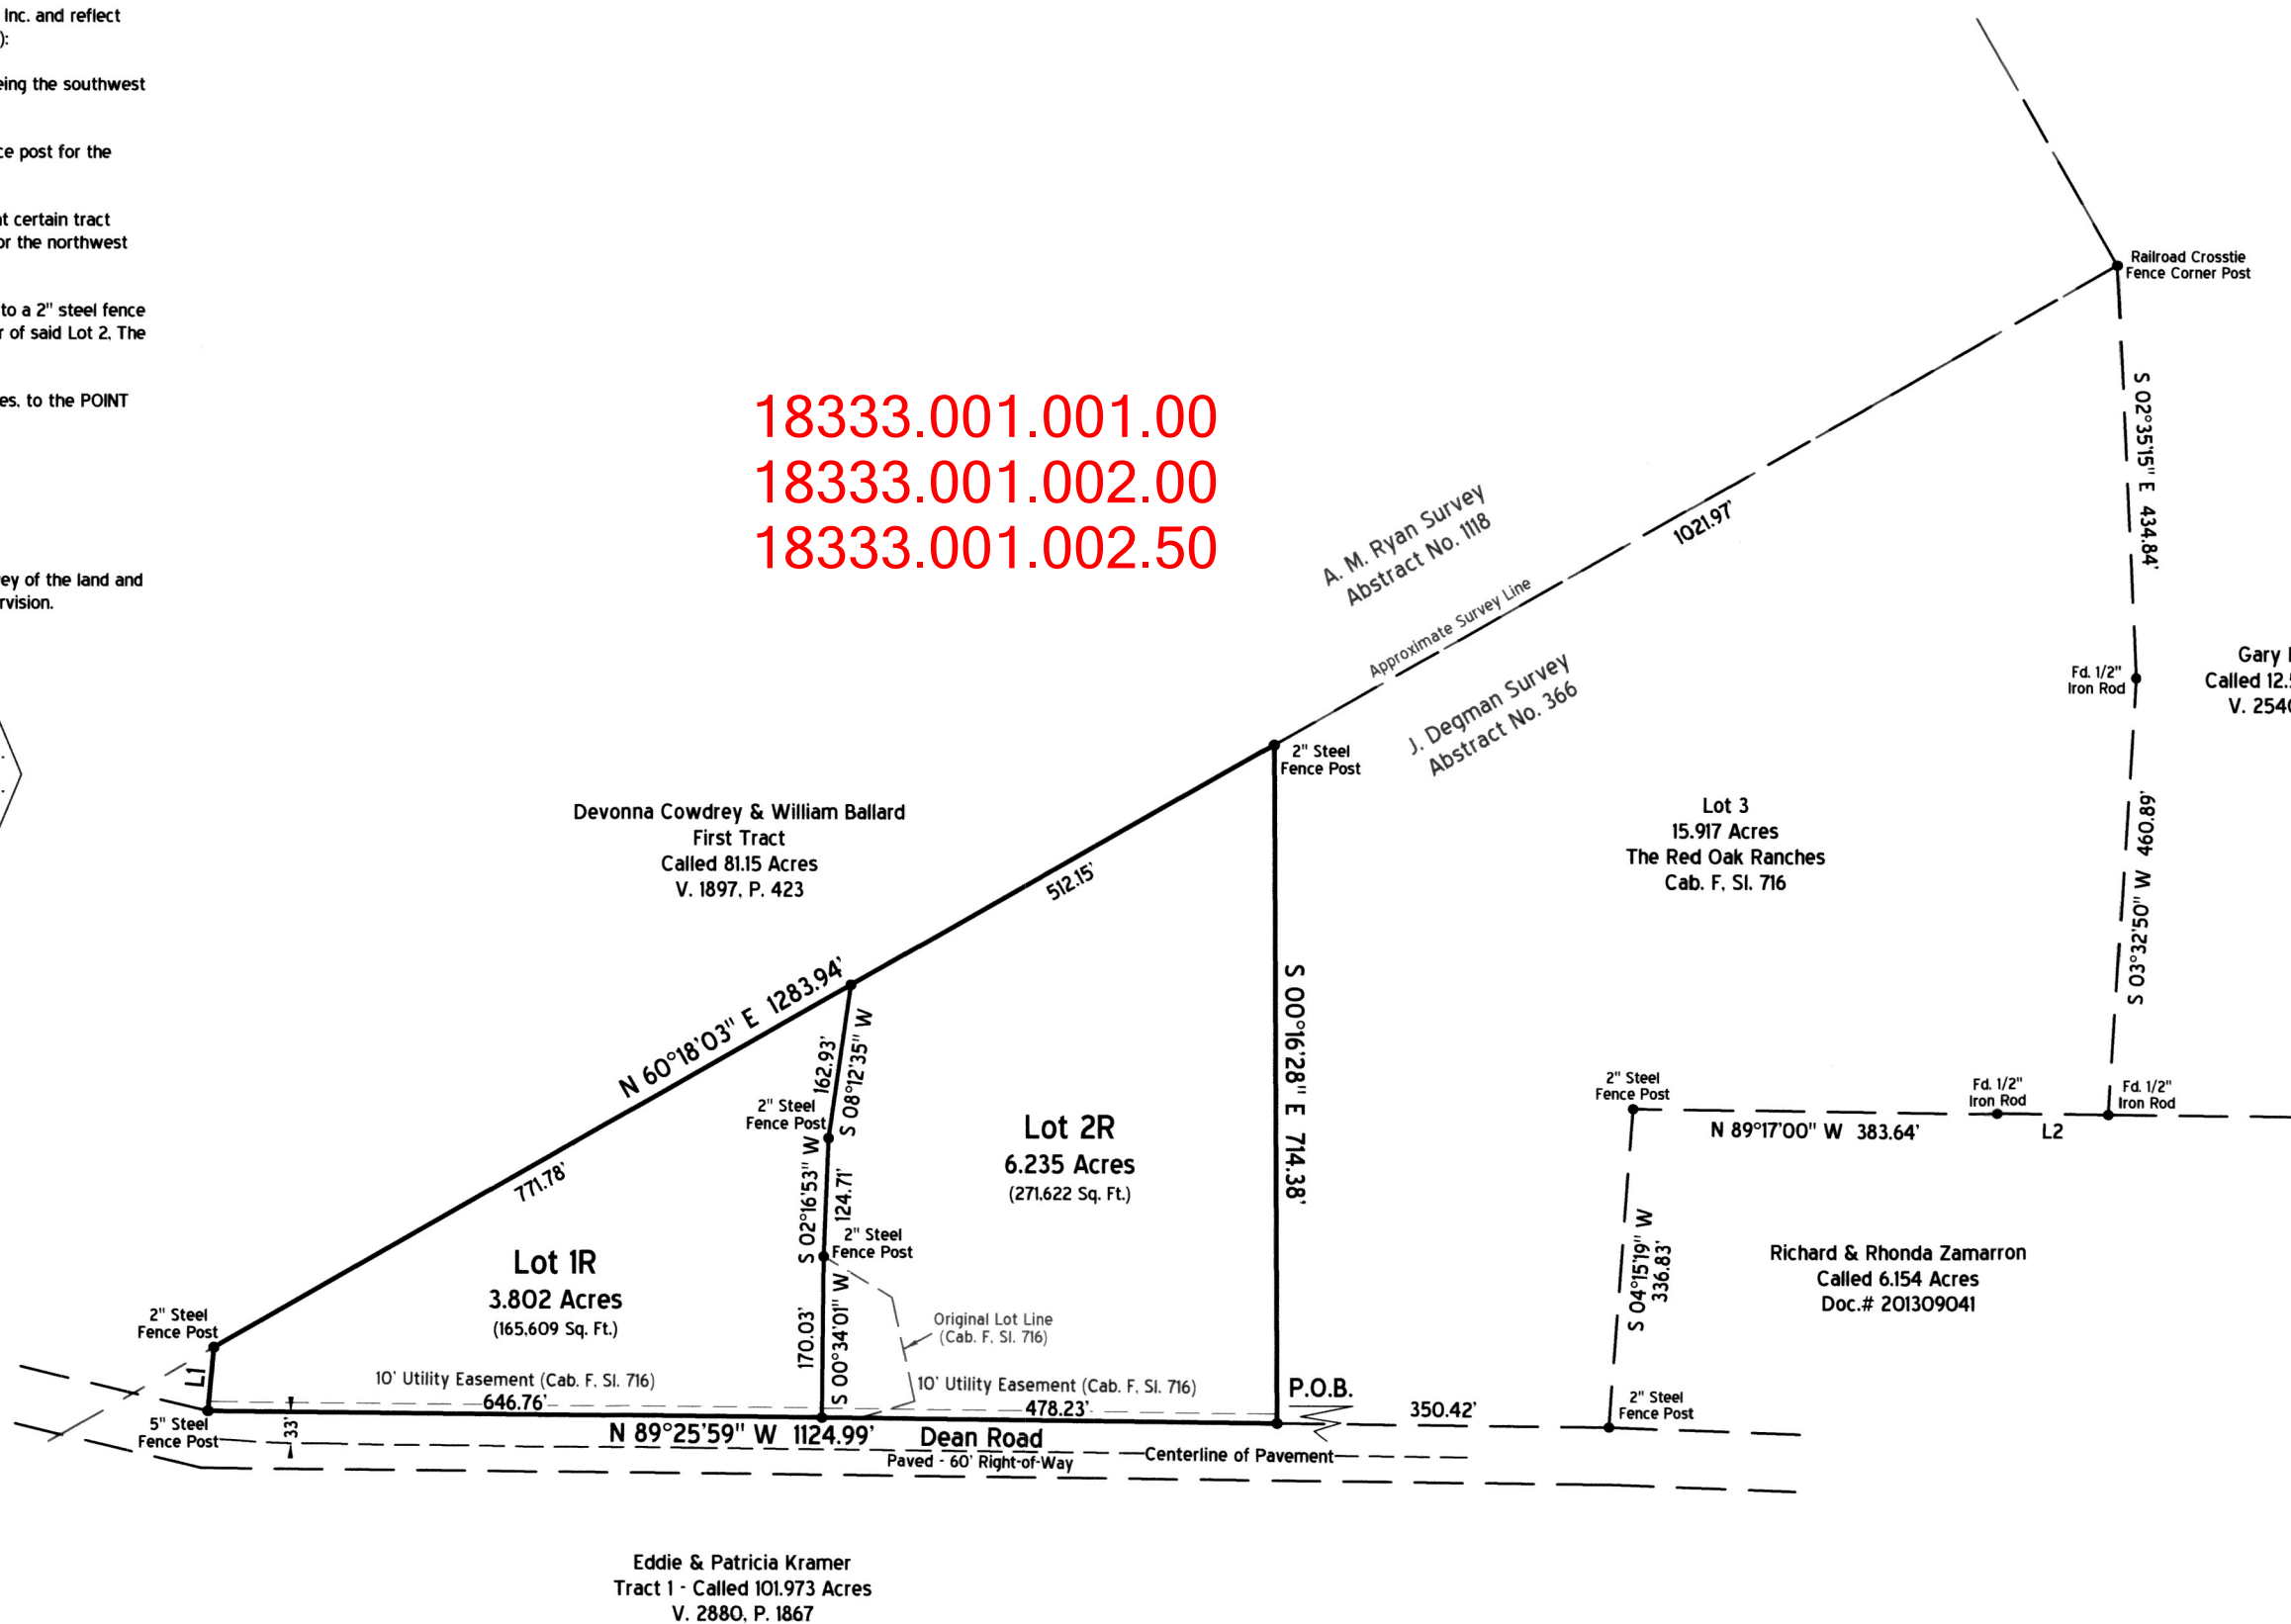 Inc. and reflect
):
eing the southwest
ce post for the
at certain tract
or the northwest
to a 2" steel fence
r of said Lot 2, The
es, to the POINT
ey of the land and
rvision.
18333.001.001.00
18333.001.002.00
18333.001.002.50
Railroad Crosstie
Fence Corner Post
S 02°35'15" E 434.84'
A. M. Ryan Survey
Abstract No. 1118
1021.97'
Approximate Survey Line
J. Degman Survey
Abstract No. 366
Fd. 1/2"
Iron Rod
Gary
Called 12.
V. 254
2" Steel
Fence Post
Devonna Cowdrey & William Ballard
First Tract
Called 81.15 Acres
V. 1897, P. 423
512.15'
Lot 3
15.917 Acres
The Red Oak Ranches
Cab. F, Sl. 716
S 03°32'50" W 460.89'
N 60°18'03" E 1283.94'
771.78'
162.93'
S 08°12'35" W
2" Steel
Fence Post
S 02°16'53" W
124.71'
2" Steel
Fence Post
Lot 2R
6.235 Acres
(271,622 Sq. Ft.)
S 00°16'28" E 714.38'
2" Steel
Fence Post
Fd. 1/2"
Iron Rod
Fd. 1/2"
Iron Rod
N 89°17'00" W 383.64'
L2
S 04°15'19" W
336.83'
Richard & Rhonda Zamarron
Called 6.154 Acres
Doc.# 201309041
Lot 1R
3.802 Acres
(165,609 Sq. Ft.)
170.03'
S 00°34'01" W
Original Lot Line
(Cab. F, Sl. 716)
2" Steel
Fence Post
L1
10' Utility Easement (Cab. F, Sl. 716)
646.76'
10' Utility Easement (Cab. F, Sl. 716)
478.23'
P.O.B.
350.42'
2" Steel
Fence Post
5" Steel
Fence Post
33'
N 89°25'59" W 1124.99'
Dean Road
Centerline of Pavement
Paved - 60' Right-of-Way
Eddie & Patricia Kramer
Tract 1 - Called 101.973 Acres
V. 2880, P. 1867